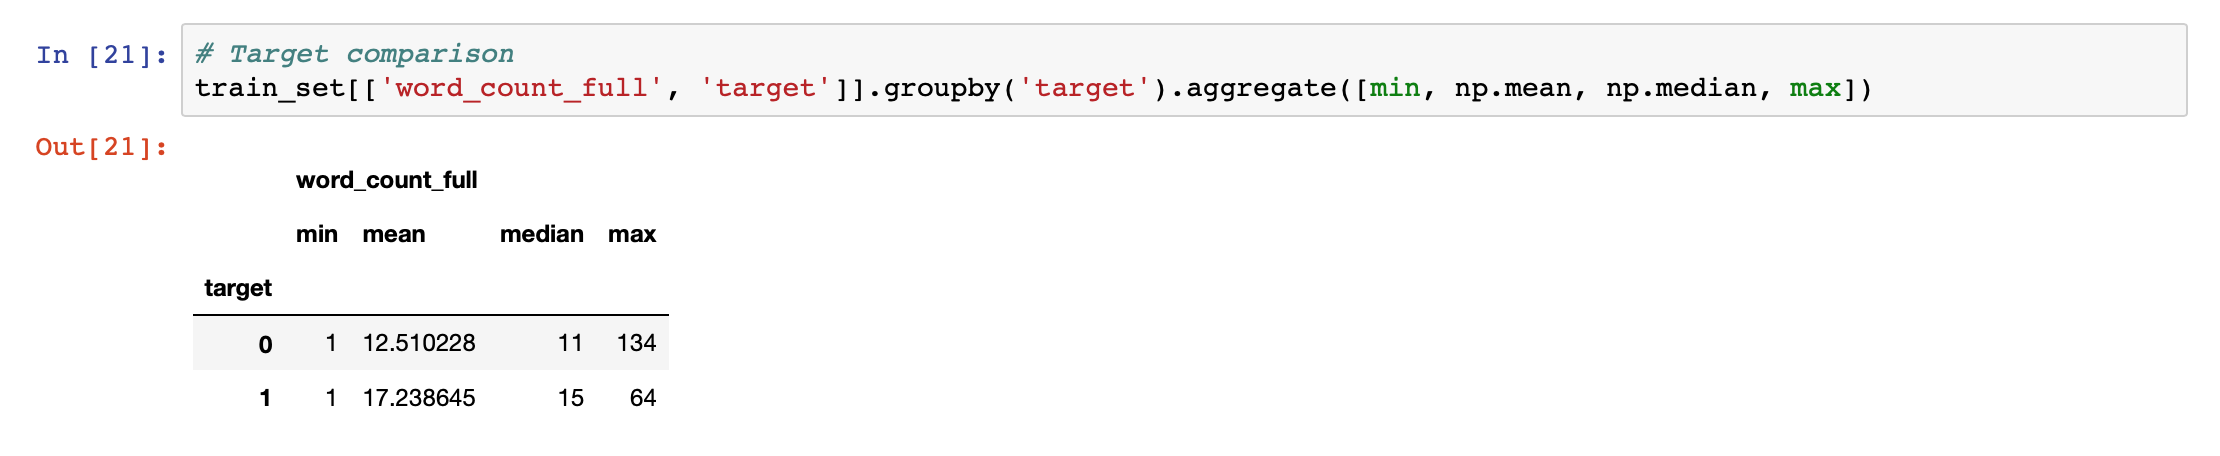 In [21]: # Target comparison
train_set[['word_count_full', 'target']].groupby('target').aggregate([min, np.mean, np.median, max])
Out[21]:
word_count_full
min mean median max
target
0 1 12.510228 11 134
1 1 17.238645 15 64